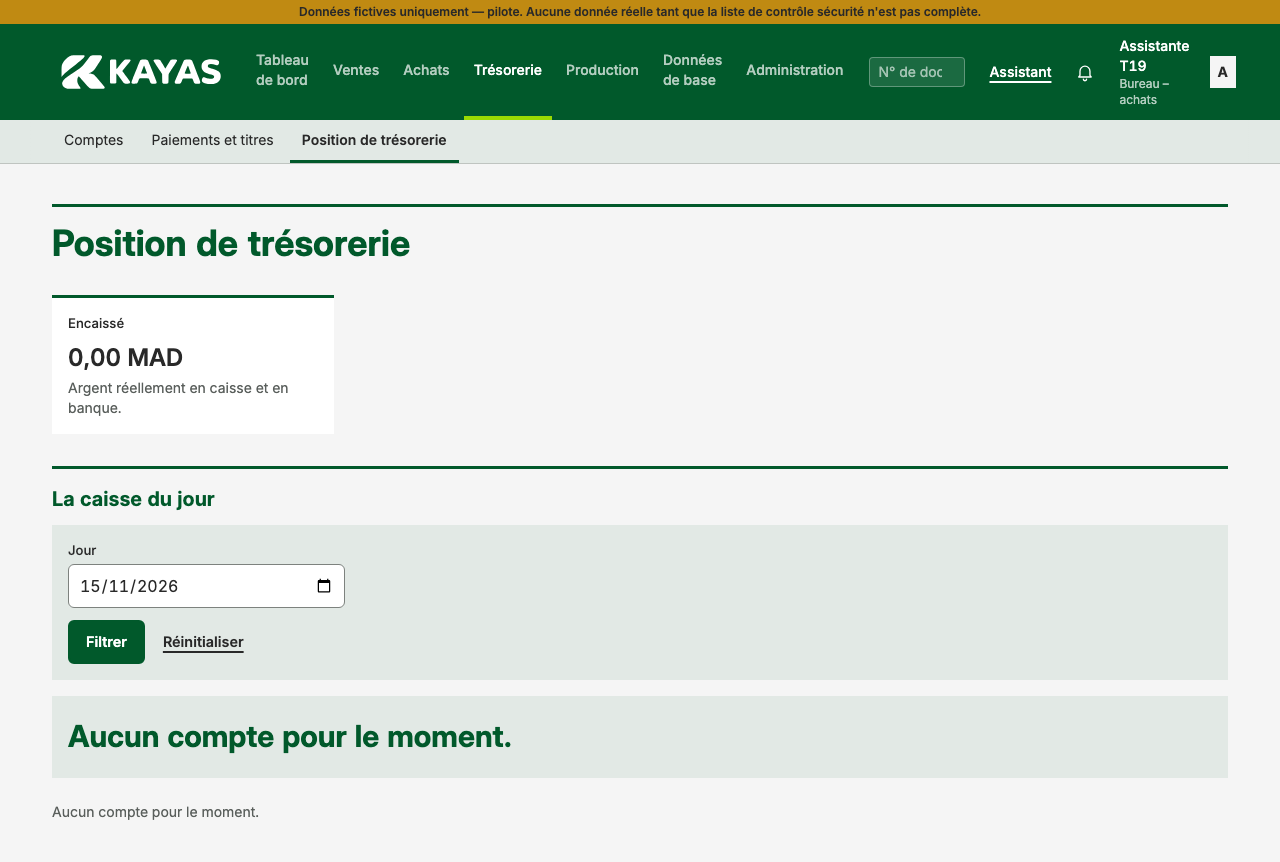 Données fictives uniquement — pilote. Aucune donnée réelle tant que la liste de contrôle sécurité n'est pas complète.
KAYAS
Tableau de bord
Ventes
Achats
Trésorerie
Production
Données de base
Administration
N° de doc
Assistant
Assistante T19
Bureau – achats
A
Comptes
Paiements et titres
Position de trésorerie
Position de trésorerie
Encaissé
0,00 MAD
Argent réellement en caisse et en
banque.
La caisse du jour
Jour
15/11/2026
Filtrer
Réinitialiser
Aucun compte pour le moment.
Aucun compte pour le moment.